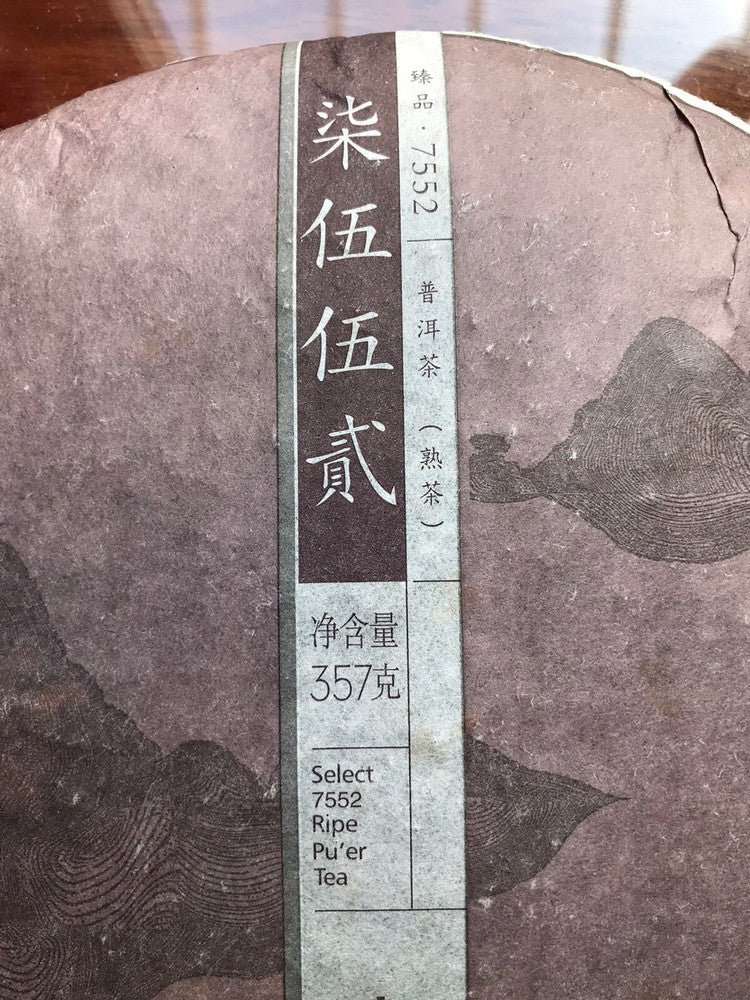 柒伍伍貳
臻品·7552
普洱茶（熟茶）
净含量
357克
Select
7552
Ripe
Pu'er
Tea